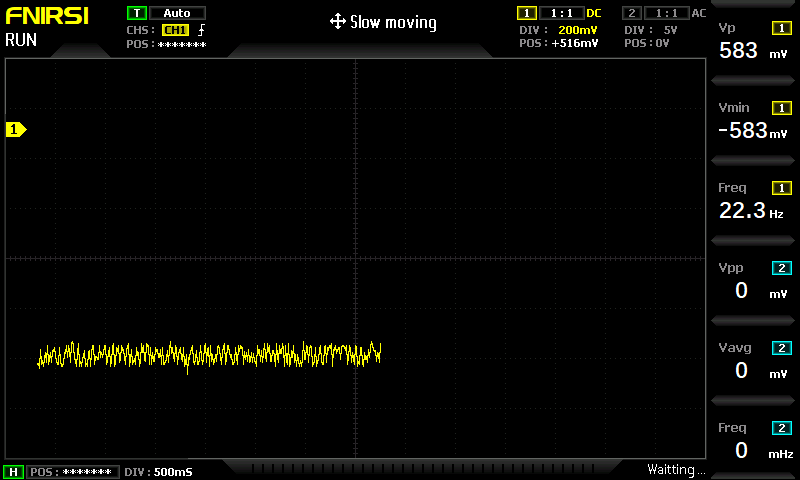 FNIRSI
RUN
T Auto
CHS: CH1
POS: *******
Slow moving
1 1:1 DC
DIV: 200mV
POS: +516mV
2 1:1 AC
DIV: 5V
POS: 0V
1
Vp 1
583 mV
Vmin 1
-583 mV
Freq 1
22.3 Hz
Vpp 2
0 mV
Vavg 2
0 mV
Freq 2
0 mHz
H POS: ******* DIV: 500mS
Waitting...